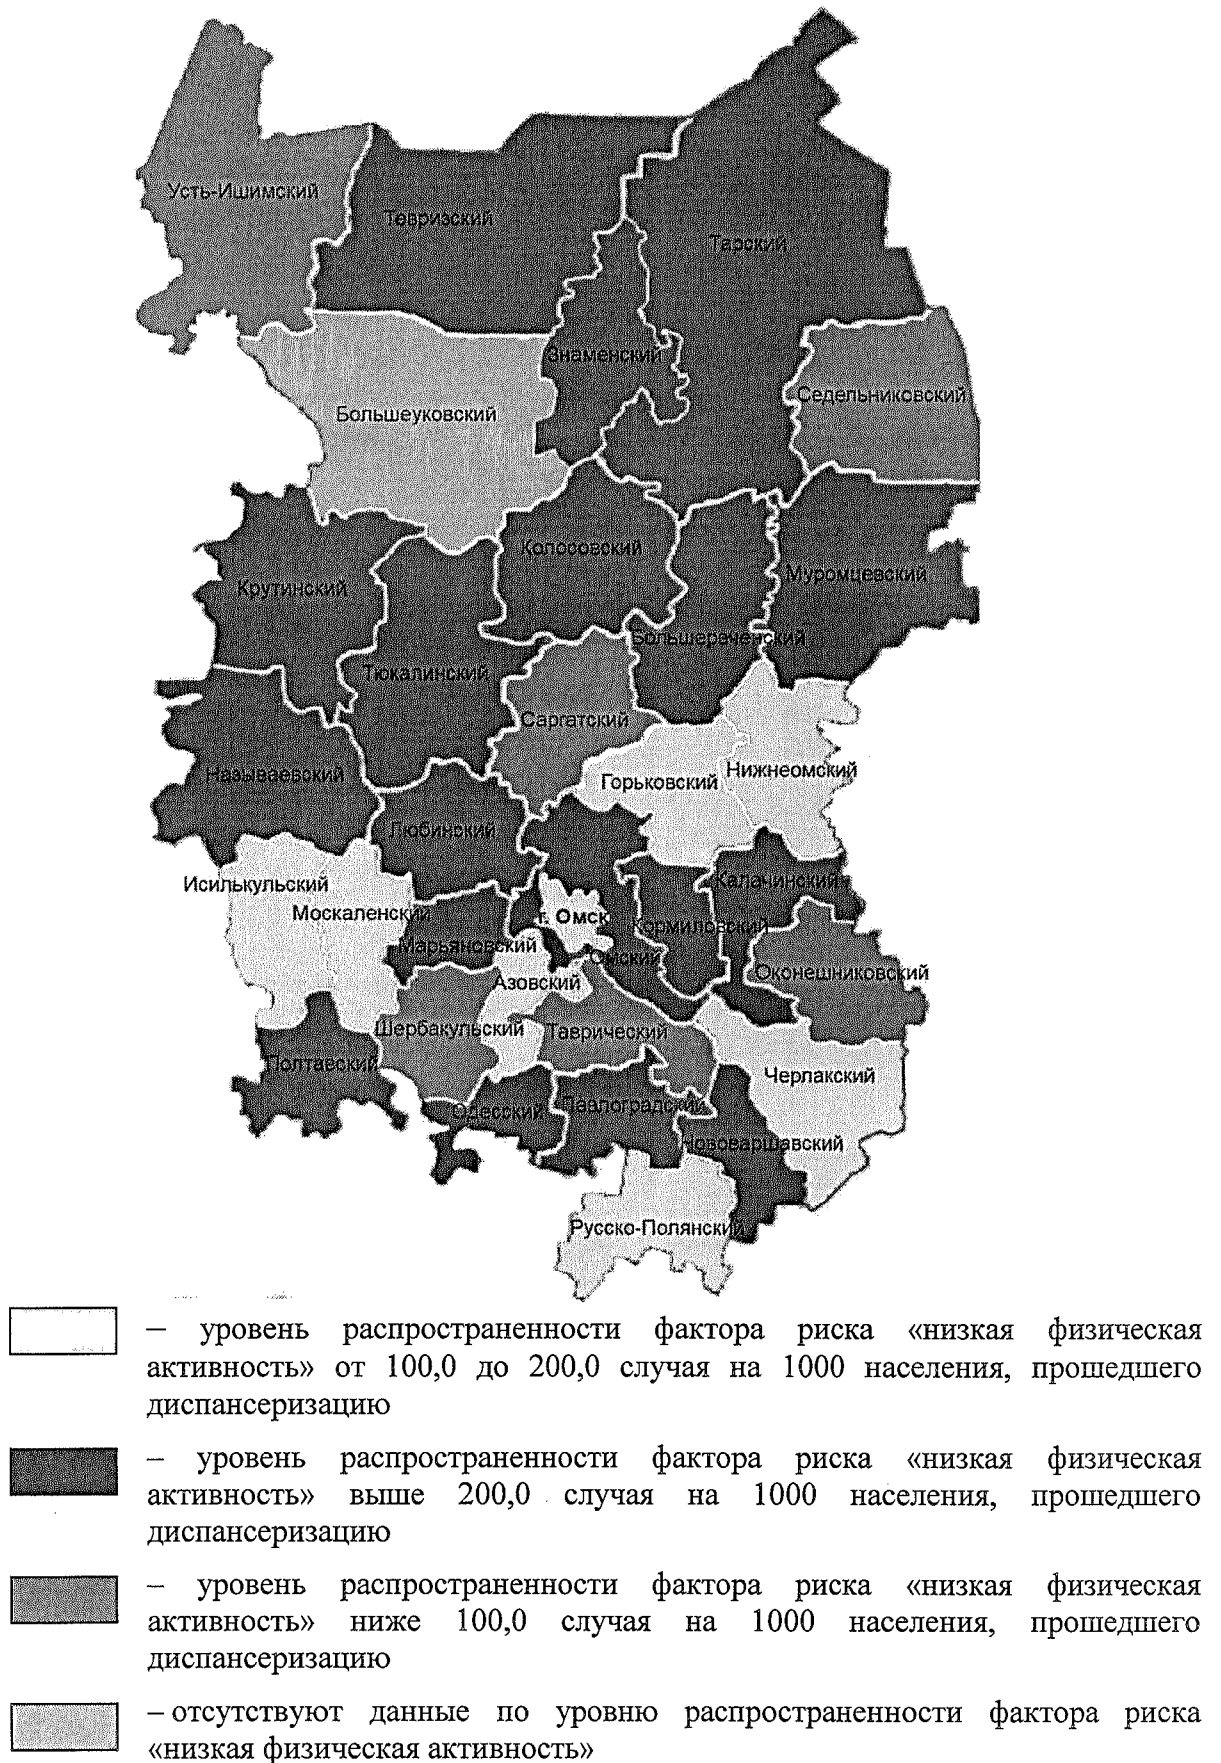 Усть-Ишимский
Тевризский
Тарский
Знаменский
Седельниковский
Большеуковский
Колосовский
Муромцевский
Крутинский
Большереченский
Тюкалинский
Саргатский
Называевский
Горьковский
Нижнеомский
Любинский
Исилькульский
Калачинский
Москаленский
г. Омск
Кормиловский
Марьяновский
Омский
Оконешниковский
Азовский
Шербакульский
Таврический
Полтавский
Черлакский
Одесский
Павлоградский
Нововаршавский
Русско-Полянский
– уровень распространенности фактора риска «низкая физическая
активность» от 100,0 до 200,0 случая на 1000 населения, прошедшего
диспансеризацию
– уровень распространенности фактора риска «низкая физическая
активность» выше 200,0 случая на 1000 населения, прошедшего
диспансеризацию
– уровень распространенности фактора риска «низкая физическая
активность» ниже 100,0 случая на 1000 населения, прошедшего
диспансеризацию
– отсутствуют данные по уровню распространенности фактора риска
«низкая физическая активность»